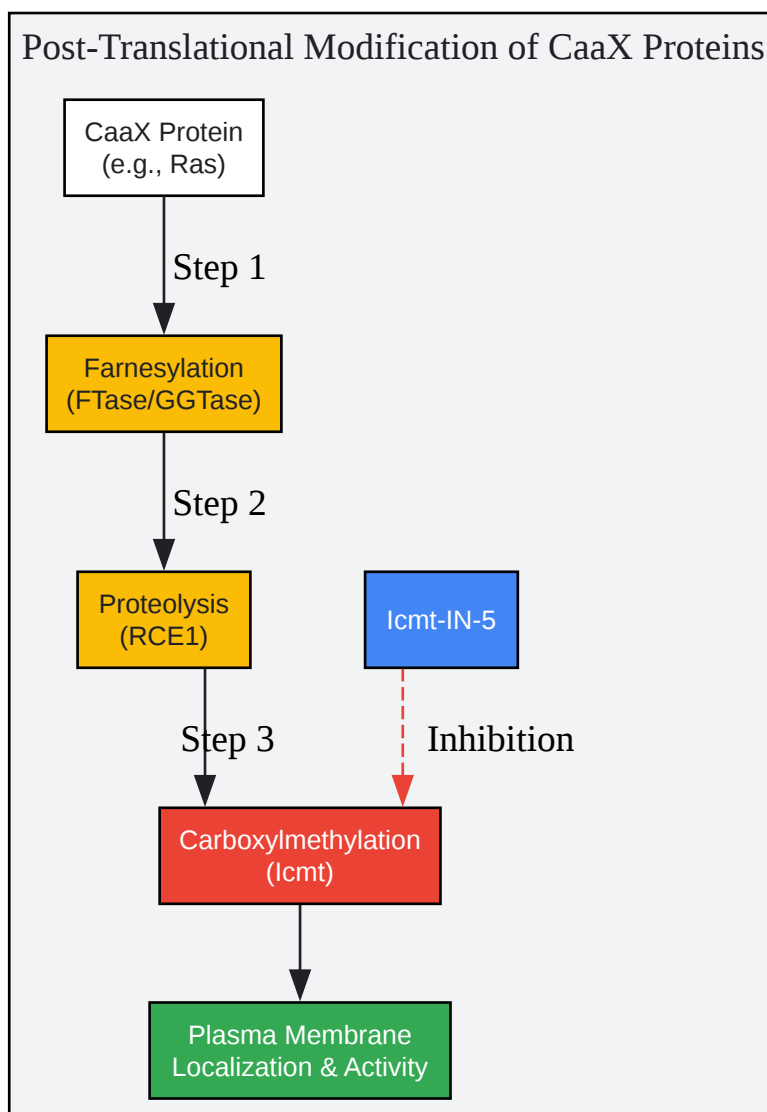 Post-Translational Modification of CaaX Proteins
CaaX Protein
(e.g., Ras)
Step 1
Farnesylation
(FTase/GGTase)
Step 2
Proteolysis
(RCE1)
Icmt-IN-5
Step 3
Inhibition
Carboxylmethylation
(Icmt)
Plasma Membrane
Localization & Activity